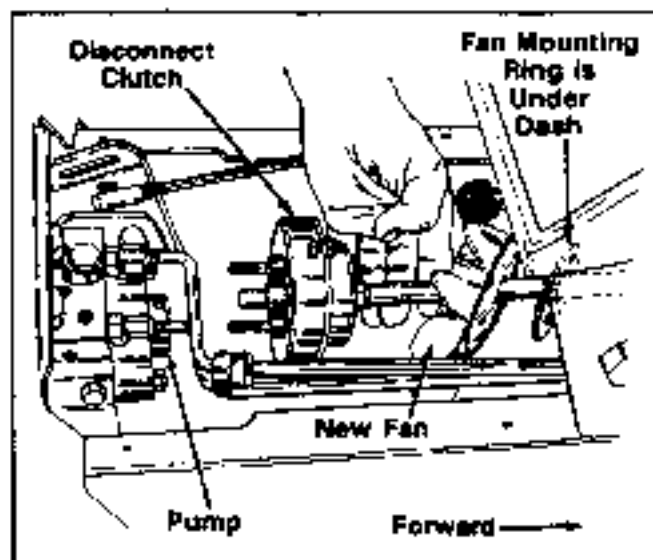 Disconnect
Clutch
Fan Mounting
Ring is
Under
Dash
New Fan
Pump
Forward